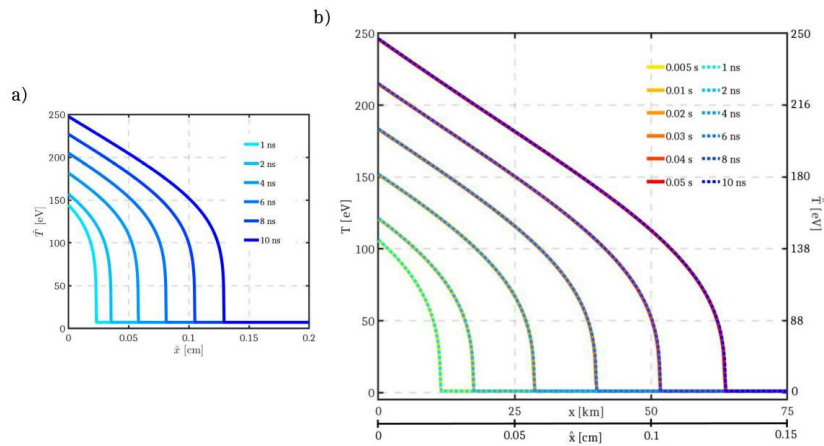 a)
250
200
150
100
50
0
T̂ [eV]
0
0.05
0.1
0.15
0.2
x̂ [cm]
1 ns
2 ns
4 ns
6 ns
8 ns
10 ns
b)
250
200
150
100
50
0
T [eV]
0.005 s 1 ns
0.01 s 2 ns
0.02 s 4 ns
0.03 s 6 ns
0.04 s 8 ns
0.05 s 10 ns
250
216
180
138
88
0
T̂ [eV]
0 25 50 75
x [km]
0 0.05 0.1 0.15
x̂ [cm]